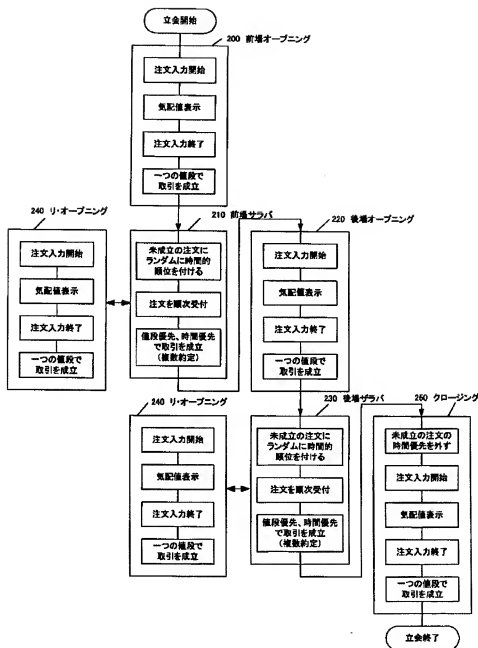 立会開始
200 前場オープニング
注文入力開始
気配値表示
注文入力終了
一つの値段で
取引を成立
240 リ・オープニング
注文入力開始
気配値表示
注文入力終了
一つの値段で
取引を成立
210 前場ザラバ
未成立の注文に
ランダムに時間的
順位を付ける
注文を順次受付
値段優先、時間優先
で取引を成立
(複数約定)
220 後場オープニング
注文入力開始
気配値表示
注文入力終了
一つの値段で
取引を成立
240 リ・オープニング
注文入力開始
気配値表示
注文入力終了
一つの値段で
取引を成立
230 後場ザラバ
未成立の注文に
ランダムに時間的
順位を付ける
注文を順次受付
値段優先、時間優先
で取引を成立
(複数約定)
250 クロージング
未成立の注文の
時間優先を外す
注文入力開始
気配値表示
注文入力終了
一つの値段で
取引を成立
立会終了